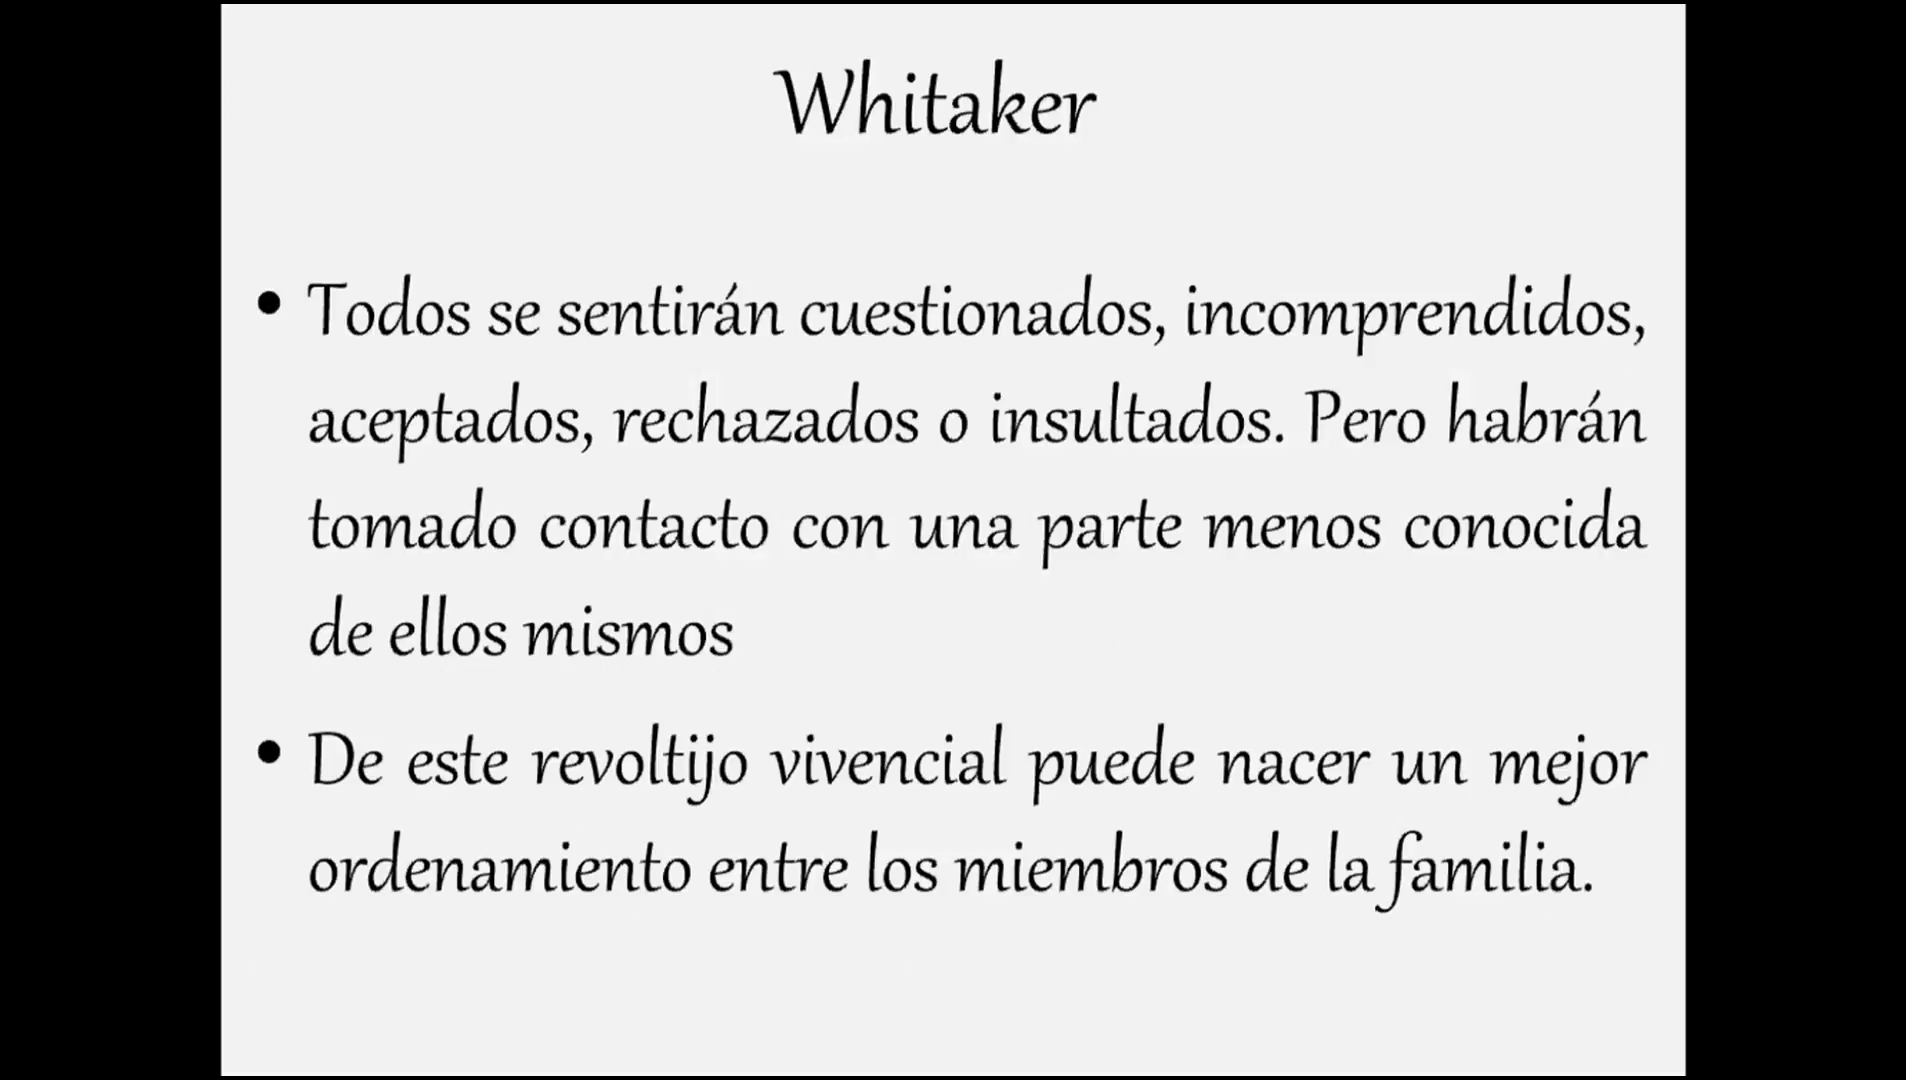 Whitaker
• Todos se sentirán cuestionados, incomprendidos,
aceptados, rechazados o insultados. Pero habrán
tomado contacto con una parte menos conocida
de ellos mismos
• De este revoltijo vivencial puede nacer un mejor
ordenamiento entre los miembros de la familia.